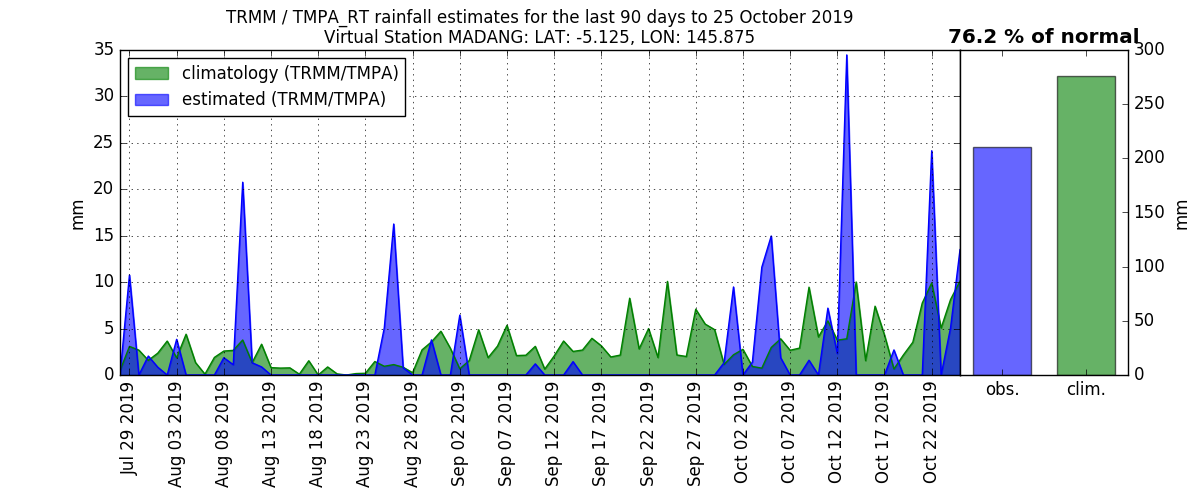 TRMM / TMPA_RT rainfall estimates for the last 90 days to 25 October 2019
Virtual Station MADANG: LAT: -5.125, LON: 145.875
76.2 % of normal
climatology (TRMM/TMPA)
estimated (TRMM/TMPA)
35
30
25
20
15
10
5
0
mm
Jul 29 2019
Aug 03 2019
Aug 08 2019
Aug 13 2019
Aug 18 2019
Aug 23 2019
Aug 28 2019
Sep 02 2019
Sep 07 2019
Sep 12 2019
Sep 17 2019
Sep 22 2019
Sep 27 2019
Oct 02 2019
Oct 07 2019
Oct 12 2019
Oct 17 2019
Oct 22 2019
obs.
clim.
300
250
200
150
100
50
0
mm